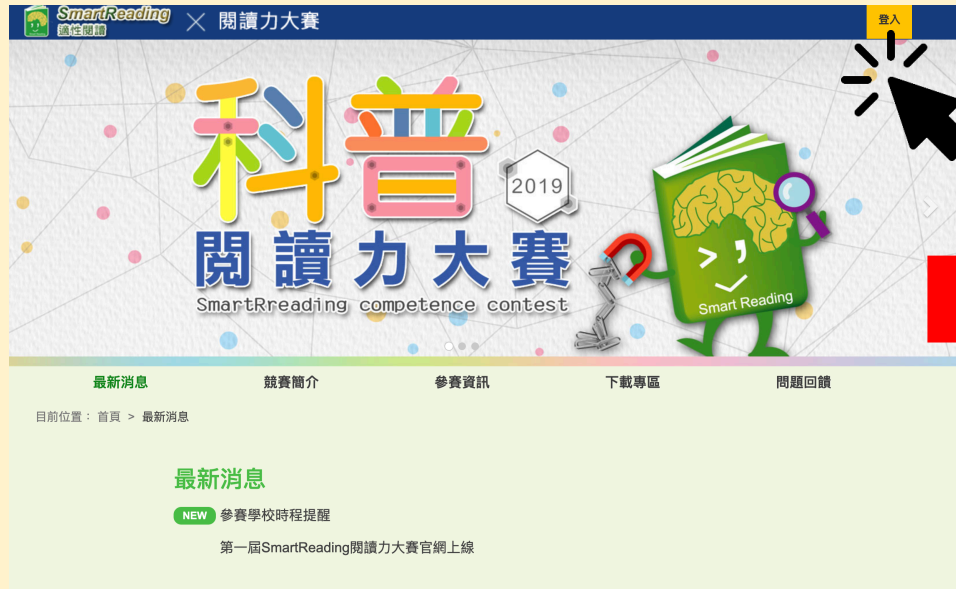 SmartReading
適性閱讀
× 閱讀力大賽
登入
科普
2019
閱讀力大賽
SmartRreading competence contest
Smart Reading
最新消息 競賽簡介 參賽資訊 下載專區 問題回饋
目前位置： 首頁 > 最新消息
最新消息
NEW 參賽學校時程提醒
第一屆SmartReading閱讀力大賽官網上線